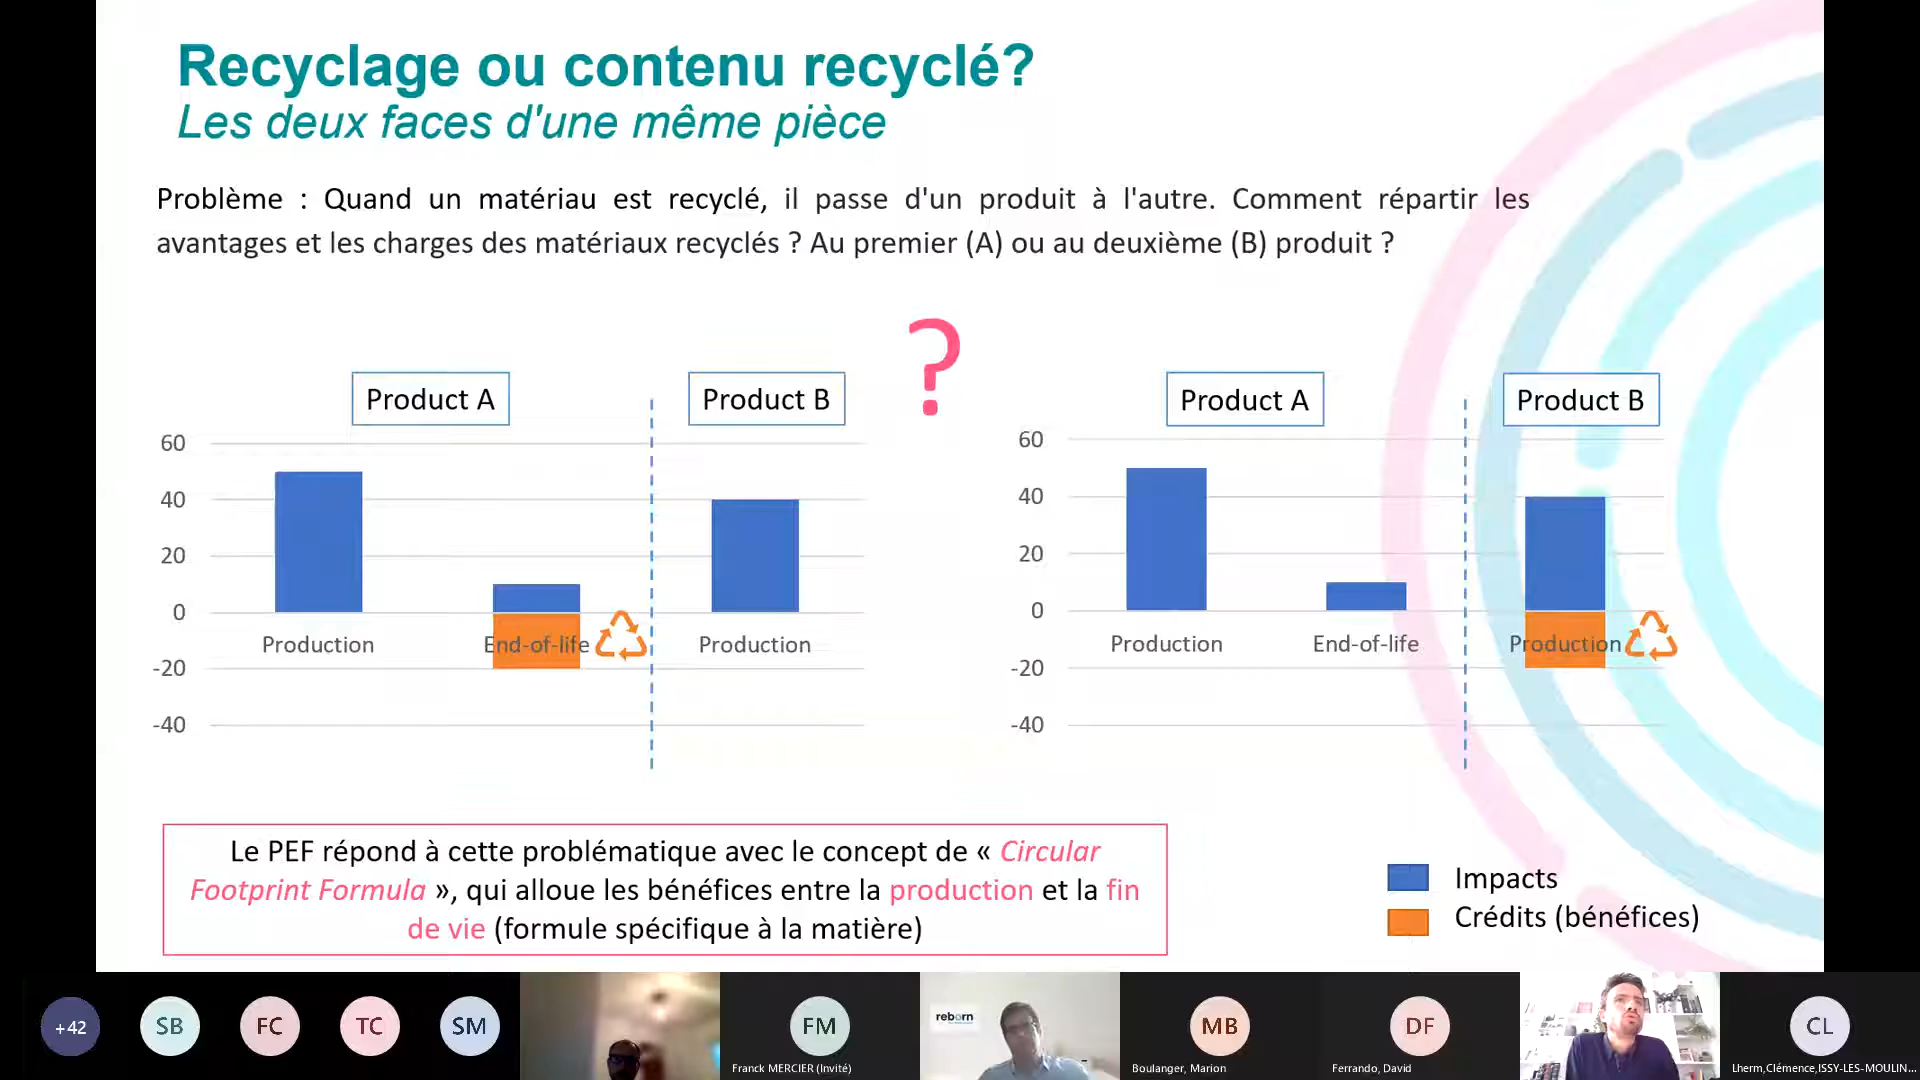 Recyclage ou contenu recyclé?
Les deux faces d'une même pièce
Problème : Quand un matériau est recyclé, il passe d'un produit à l'autre. Comment répartir les
avantages et les charges des matériaux recyclés ? Au premier (A) ou au deuxième (B) produit ?
?
Product A
Product B
60
40
20
0
-20
-40
Production
End-of-life
Production
Product A
Product B
60
40
20
0
-20
-40
Production
End-of-life
Production
Le PEF répond à cette problématique avec le concept de « Circular
Footprint Formula », qui alloue les bénéfices entre la production et la fin
de vie (formule spécifique à la matière)
Impacts
Crédits (bénéfices)
+42
SB
FC
TC
SM
FM
Franck MERCIER (Invité)
reborn
MB
Boulanger, Marion
DF
Ferrando, David
CL
Lherm,Clémence,ISSY-LES-MOULIN...